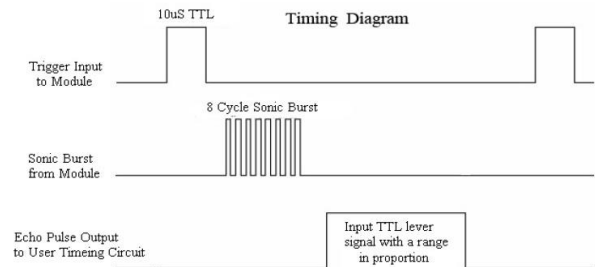 10uS TTL
Timing Diagram
Trigger Input
to Module
8 Cycle Sonic Burst
Sonic Burst
from Module
Echo Pulse Output
to User Timeing Circuit
Input TTL lever
signal with a range
in proportion